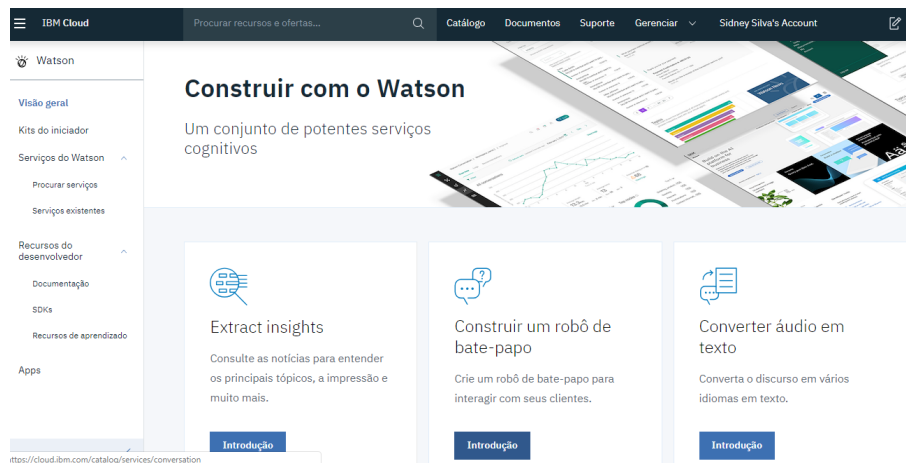 IBM Cloud
Procurar recursos e ofertas...
Catálogo
Documentos
Suporte
Gerenciar
Sidney Silva's Account
Watson
Visão geral
Kits do iniciador
Serviços do Watson
Procurar serviços
Serviços existentes
Recursos do
desenvolvedor
Documentação
SDKs
Recursos de aprendizado
Apps
Construir com o Watson
Um conjunto de potentes serviços
cognitivos
Extract insights
Consulte as notícias para entender
os principais tópicos, a impressão e
muito mais.
Introdução
Construir um robô de
bate-papo
Crie um robô de bate-papo para
interagir com seus clientes.
Introdução
Converter áudio em
texto
Converta o discurso em vários
idiomas em texto.
Introdução
https://cloud.ibm.com/catalog/services/conversation